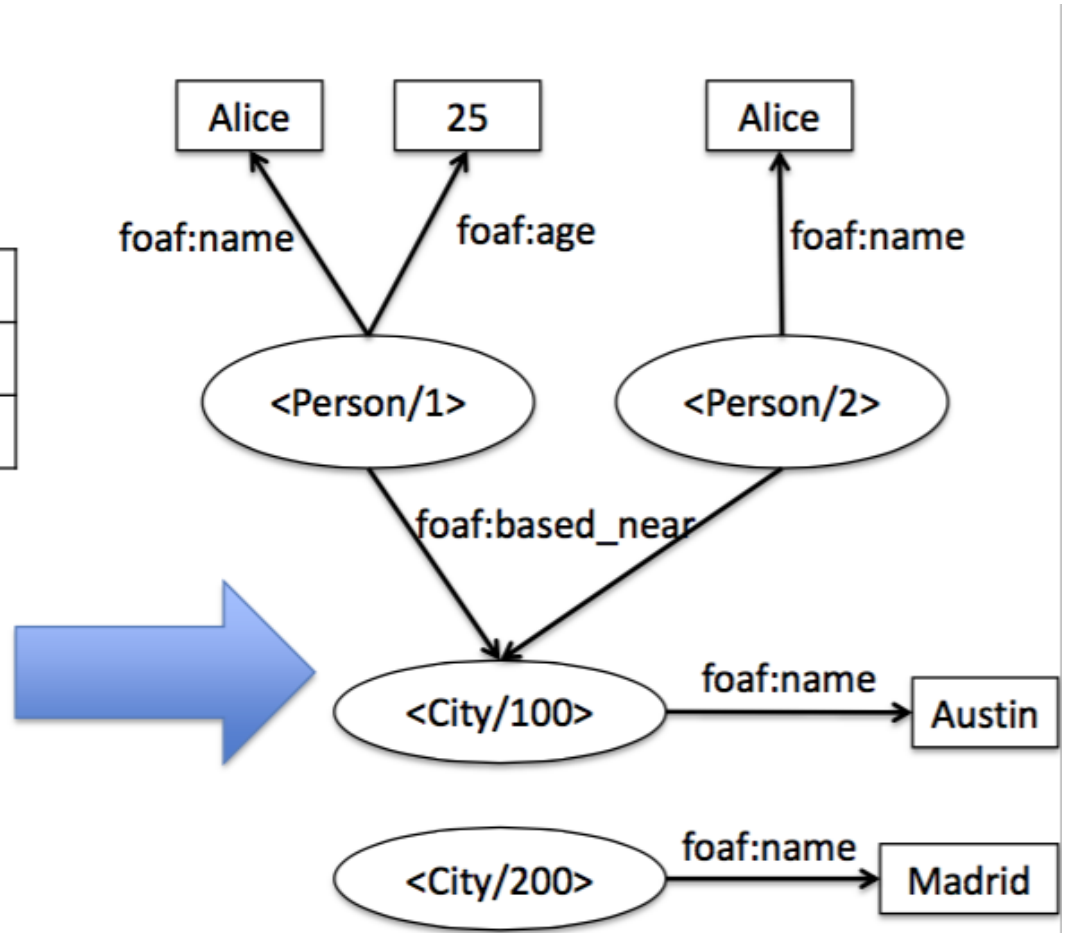 Alice
25
Alice
foaf:name
foaf:age
foaf:name
<Person/1>
<Person/2>
foaf:based_near
<City/100>
foaf:name
Austin
<City/200>
foaf:name
Madrid